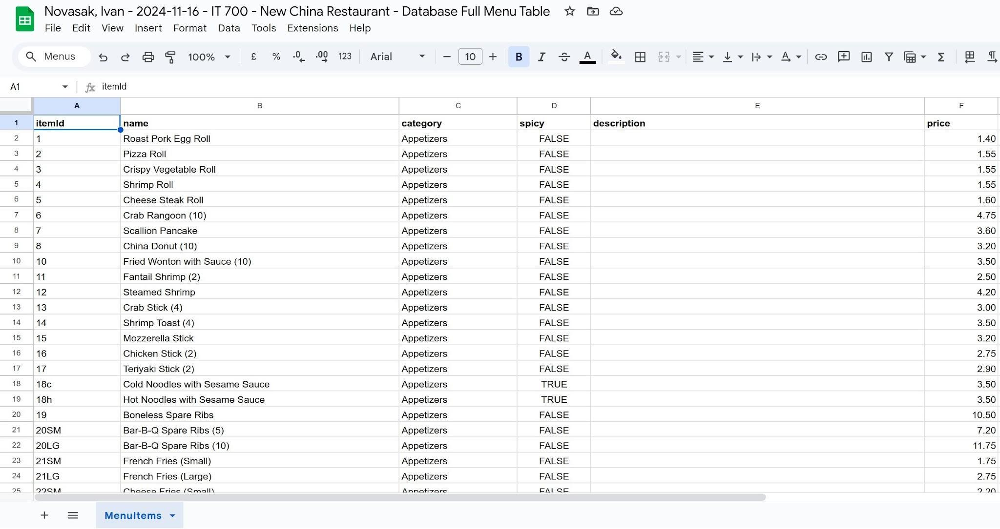 Novasak, Ivan - 2024-11-16 - IT 700 - New China Restaurant - Database Full Menu Table
File Edit View Insert Format Data Tools Extensions Help
Menus 100% £ % .0 .00 123 Arial 10 B I S A
A1 fx itemId
A B C D E F
1 itemId name category spicy description price
2 1 Roast Pork Egg Roll Appetizers FALSE 1.40
3 2 Pizza Roll Appetizers FALSE 1.55
4 3 Crispy Vegetable Roll Appetizers FALSE 1.55
5 4 Shrimp Roll Appetizers FALSE 1.55
6 5 Cheese Steak Roll Appetizers FALSE 1.60
7 6 Crab Rangoon (10) Appetizers FALSE 4.75
8 7 Scallion Pancake Appetizers FALSE 3.60
9 8 China Donut (10) Appetizers FALSE 3.20
10 10 Fried Wonton with Sauce (10) Appetizers FALSE 3.50
11 11 Fantail Shrimp (2) Appetizers FALSE 2.50
12 12 Steamed Shrimp Appetizers FALSE 4.20
13 13 Crab Stick (4) Appetizers FALSE 3.00
14 14 Shrimp Toast (4) Appetizers FALSE 3.50
15 15 Mozzerella Stick Appetizers FALSE 3.20
16 16 Chicken Stick (2) Appetizers FALSE 2.75
17 17 Teriyaki Stick (2) Appetizers FALSE 2.90
18 18c Cold Noodles with Sesame Sauce Appetizers TRUE 3.50
19 18h Hot Noodles with Sesame Sauce Appetizers TRUE 3.50
20 19 Boneless Spare Ribs Appetizers FALSE 10.50
21 20SM Bar-B-Q Spare Ribs (5) Appetizers FALSE 7.20
22 20LG Bar-B-Q Spare Ribs (10) Appetizers FALSE 11.75
23 21SM French Fries (Small) Appetizers FALSE 1.75
24 21LG French Fries (Large) Appetizers FALSE 2.75
25 22SM Cheese Fries (Small) Appetizers FALSE 2.20
MenuItems